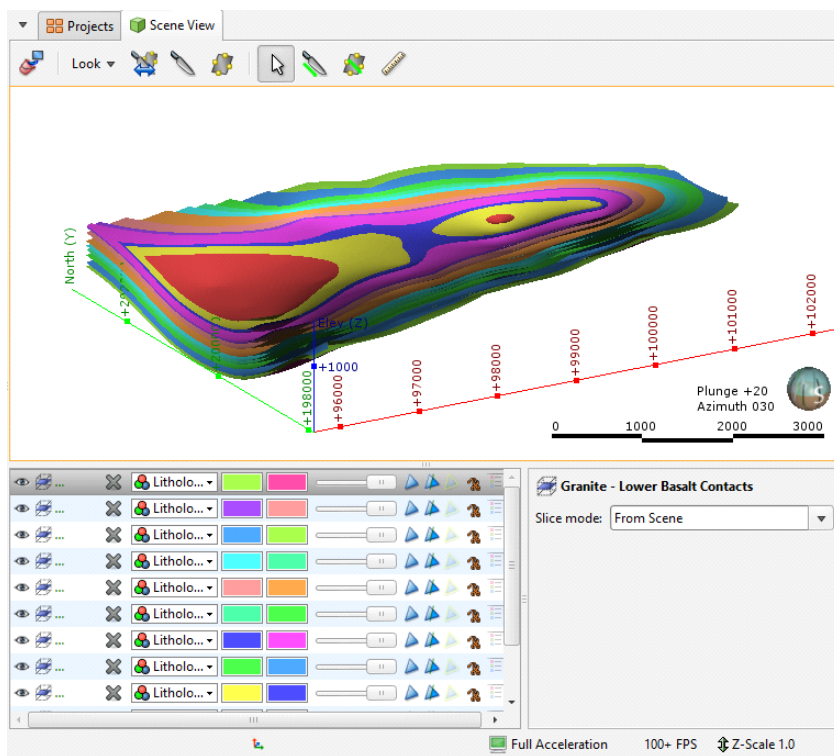 Projects Scene View
Look
North (Y)
+200000
+198000
Elev (Z)
+1000
+96000
+97000
+98000
+99000
+100000
+101000
+102000
S
Plunge +20
Azimuth 030
0 1000 2000 3000
... Litholo...
... Litholo...
... Litholo...
... Litholo...
... Litholo...
... Litholo...
... Litholo...
... Litholo...
... Litholo...
Granite - Lower Basalt Contacts
Slice mode: From Scene
Full Acceleration 100+ FPS Z-Scale 1.0